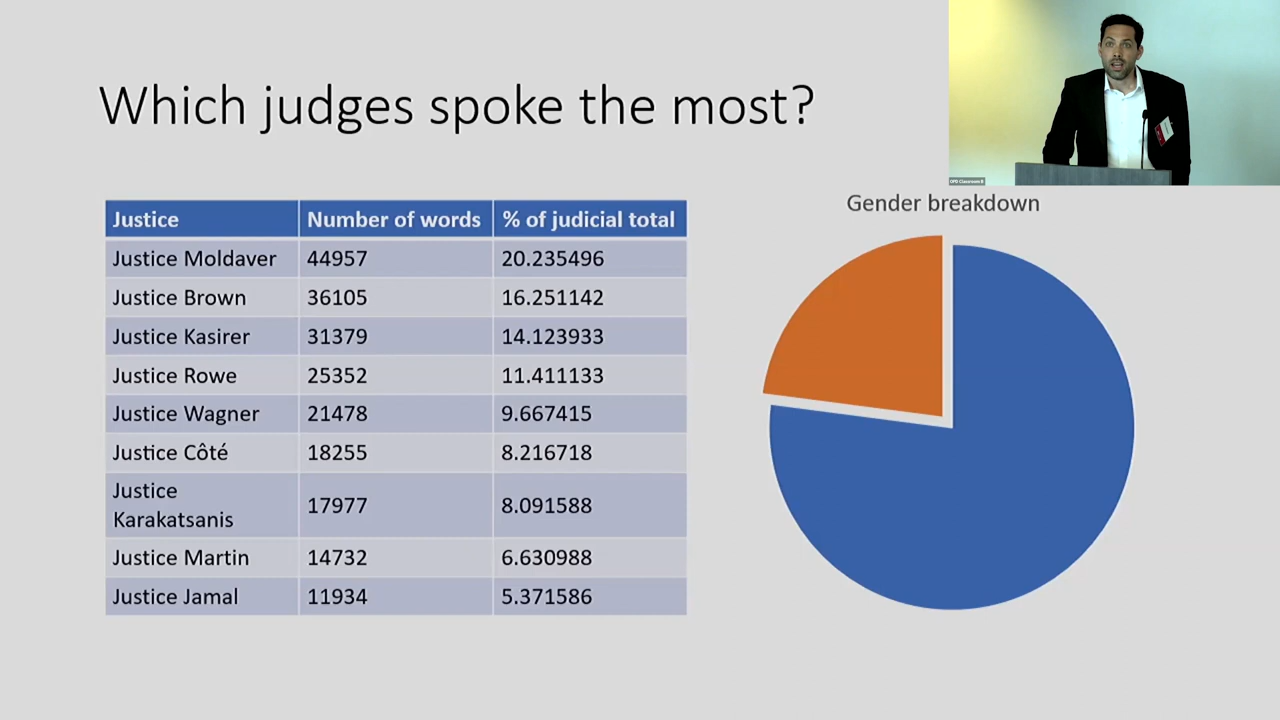 Which judges spoke the most?
Justice Number of words % of judicial total
Justice Moldaver 44957 20.235496
Justice Brown 36105 16.251142
Justice Kasirer 31379 14.123933
Justice Rowe 25352 11.411133
Justice Wagner 21478 9.667415
Justice Côté 18255 8.216718
Justice
Karakatsanis 17977 8.091588
Justice Martin 14732 6.630988
Justice Jamal 11934 5.371586
Gender breakdown